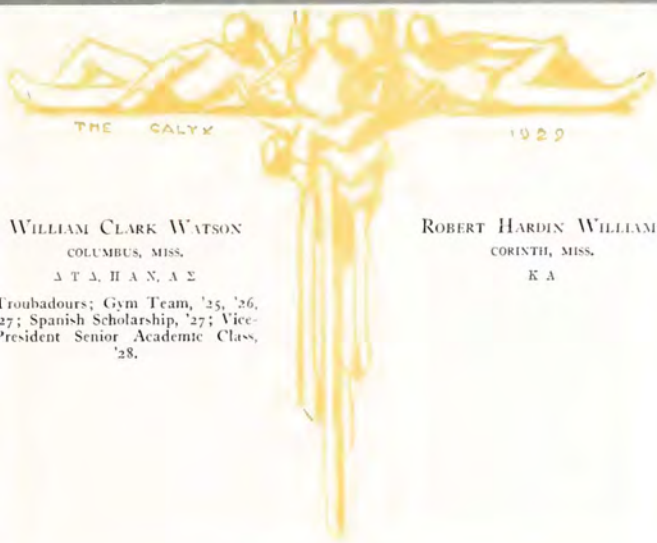 THE CALYX 1929
WILLIAM CLARK WATSON
COLUMBUS, MISS.
Δ Τ Δ, Π Δ Ν, Λ Σ
Troubadours; Gym Team, '25, '26,
'27; Spanish Scholarship, '27; Vice-
President Senior Academic Class,
'28.
ROBERT HARDIN WILLIAM
CORINTH, MISS.
Κ Α